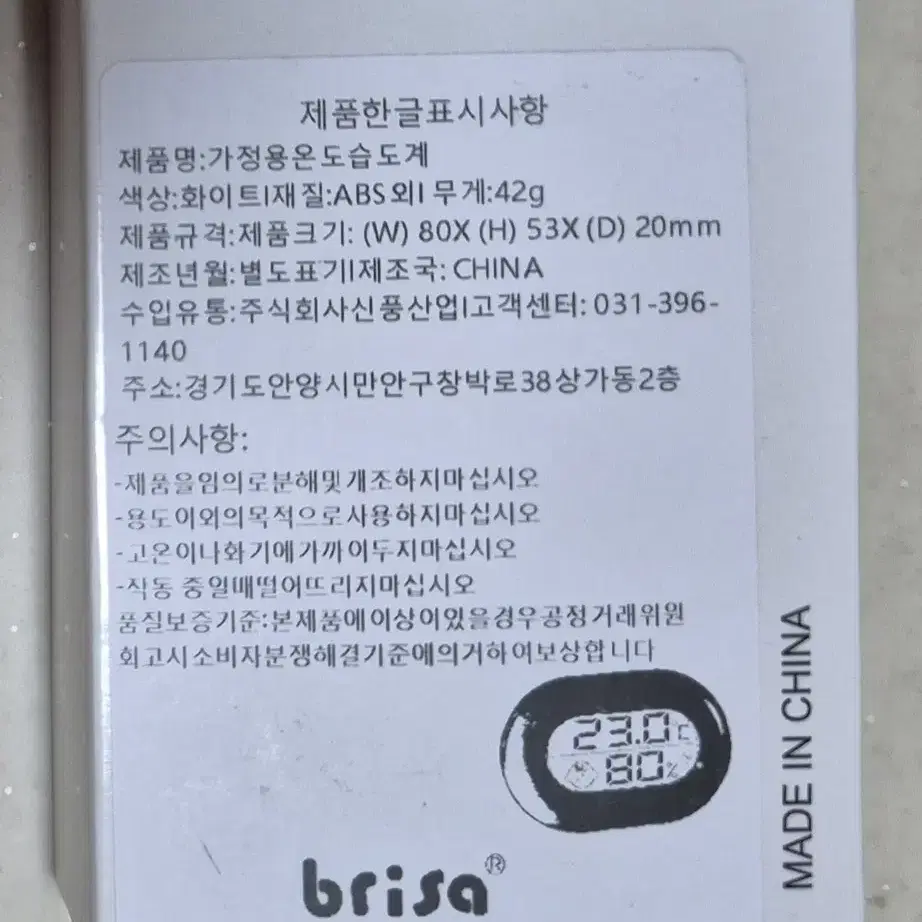 제품한글표시사항
제품명:가정용온도습도계
색상:화이트|재질:ABS외| 무게:42g
제품규격:제품크기: (W) 80X (H) 53X (D) 20mm
제조년월:별도표기|제조국: CHINA
수입유통:주식회사신풍산업|고객센터: 031-396-
1140
주소:경기도안양시만안구창박로38상가동2층
주의사항:
-제품을임의로분해및개조하지마십시오
-용도이외의목적으로사용하지마십시오
-고온이나화기에가까이두지마십시오
-작동 중일때떨어뜨리지마십시오
품질보증기준:본제품에이상이있을경우공정거래위원
회고시소비자분쟁해결기준에의거하여보상합니다
23.0℃
80%
brisa®
MADE IN CHINA